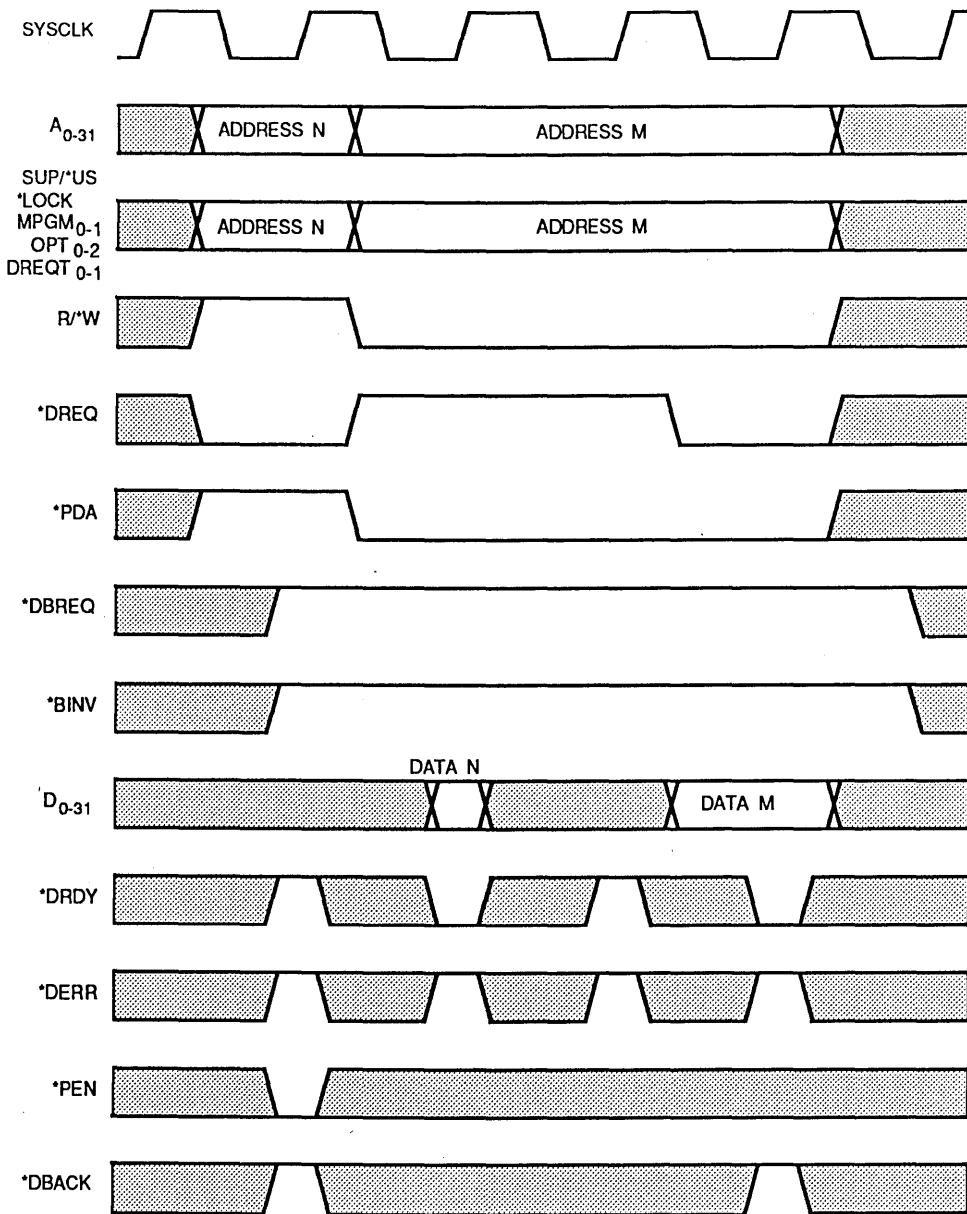 SYSCLK
A0-31
ADDRESS N
ADDRESS M
SUP/*US
*LOCK
MPGM0-1
OPT0-2
DREQT0-1
ADDRESS N
ADDRESS M
R/*W
*DREQ
*PDA
*DBREQ
*BINV
DATA N
D0-31
DATA M
*DRDY
*DERR
*PEN
*DBACK